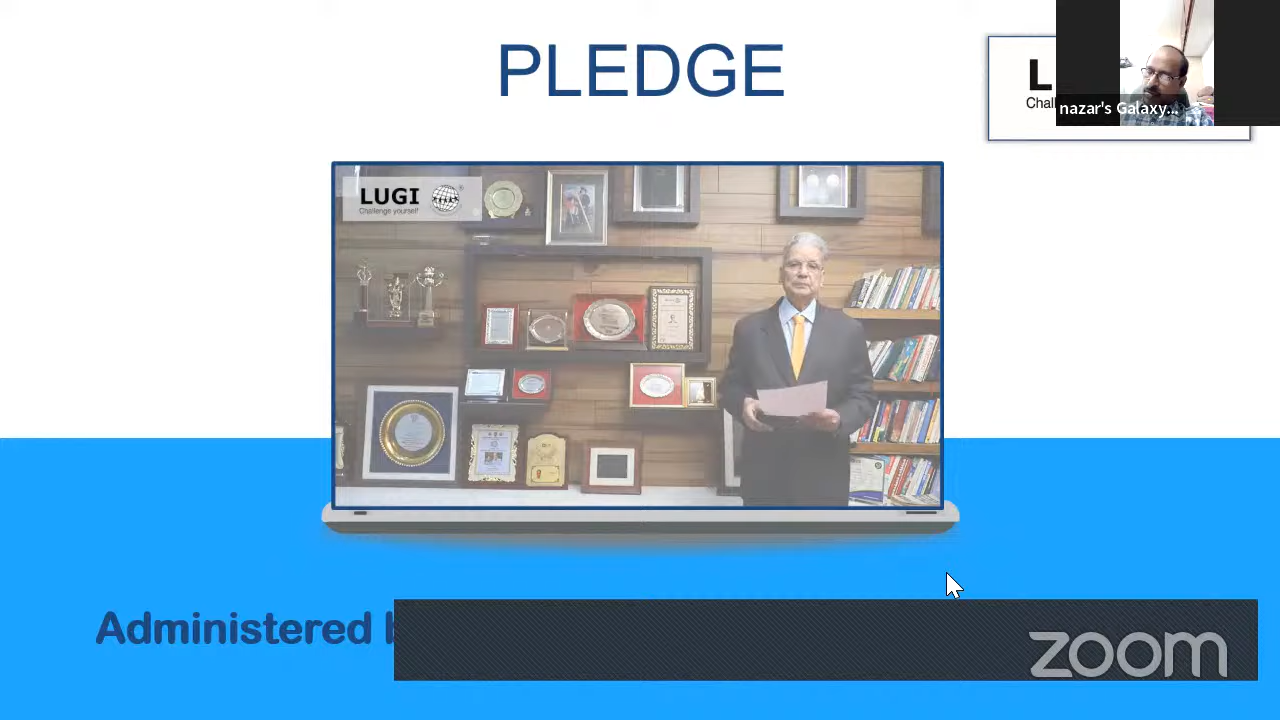 PLEDGE
L
Chal
nazar's Galaxy...
LUGI
Challenge yourself
Administered b
zoom